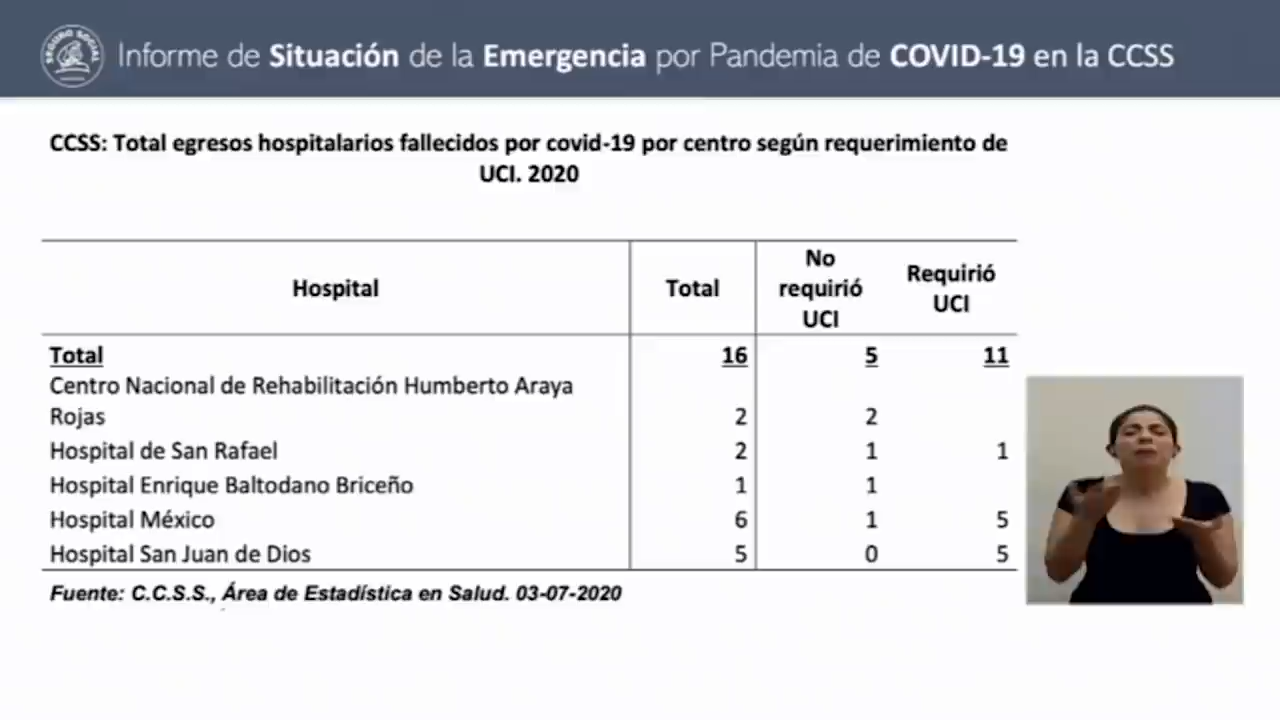 SEGURO SOCIAL
Informe de Situación de la Emergencia por Pandemia de COVID-19 en la CCSS
CCSS: Total egresos hospitalarios fallecidos por covid-19 por centro según requerimiento de
UCI. 2020
Hospital Total No requirió UCI Requirió UCI
Total 16 5 11
Centro Nacional de Rehabilitación Humberto Araya
Rojas 2 2
Hospital de San Rafael 2 1 1
Hospital Enrique Baltodano Briceño 1 1
Hospital México 6 1 5
Hospital San Juan de Dios 5 0 5
Fuente: C.C.S.S., Área de Estadística en Salud. 03-07-2020